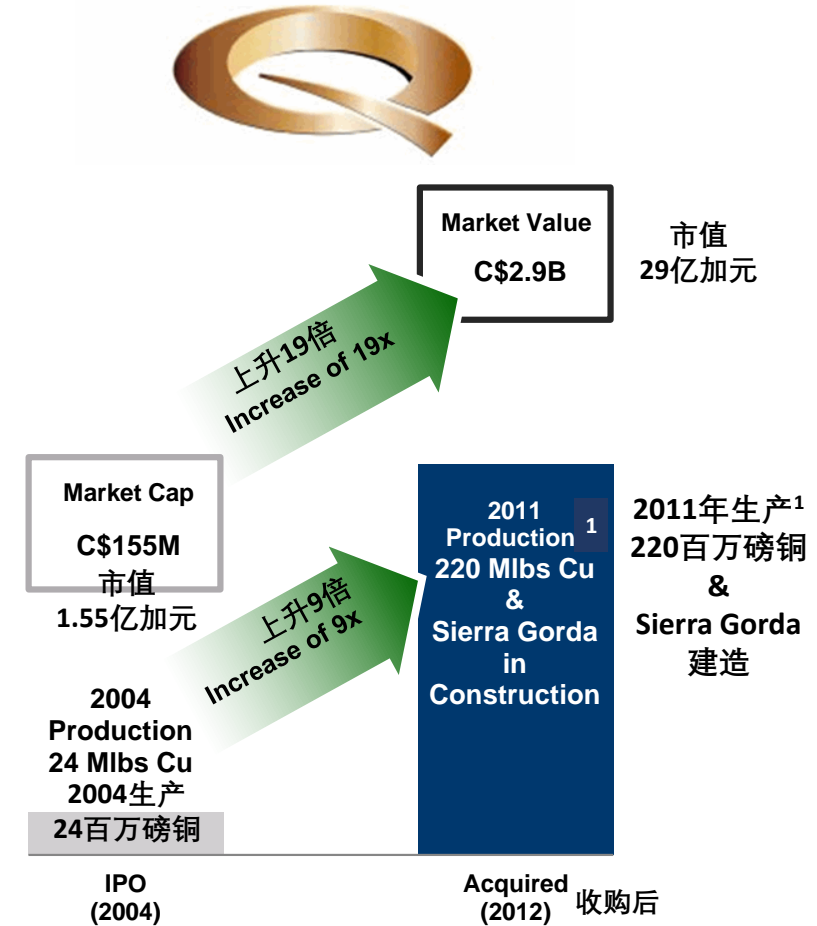 Market Value
C$2.9B
市值
29亿加元
上升19倍
Increase of 19x
Market Cap
C$155M
市值
1.55亿加元
2011
Production 1
220 Mlbs Cu
&
Sierra Gorda
in
Construction
2011年生产1
220百万磅铜
&
Sierra Gorda
建造
上升9倍
Increase of 9x
2004
Production
24 Mlbs Cu
2004生产
24百万磅铜
IPO
(2004)
Acquired
(2012)
收购后